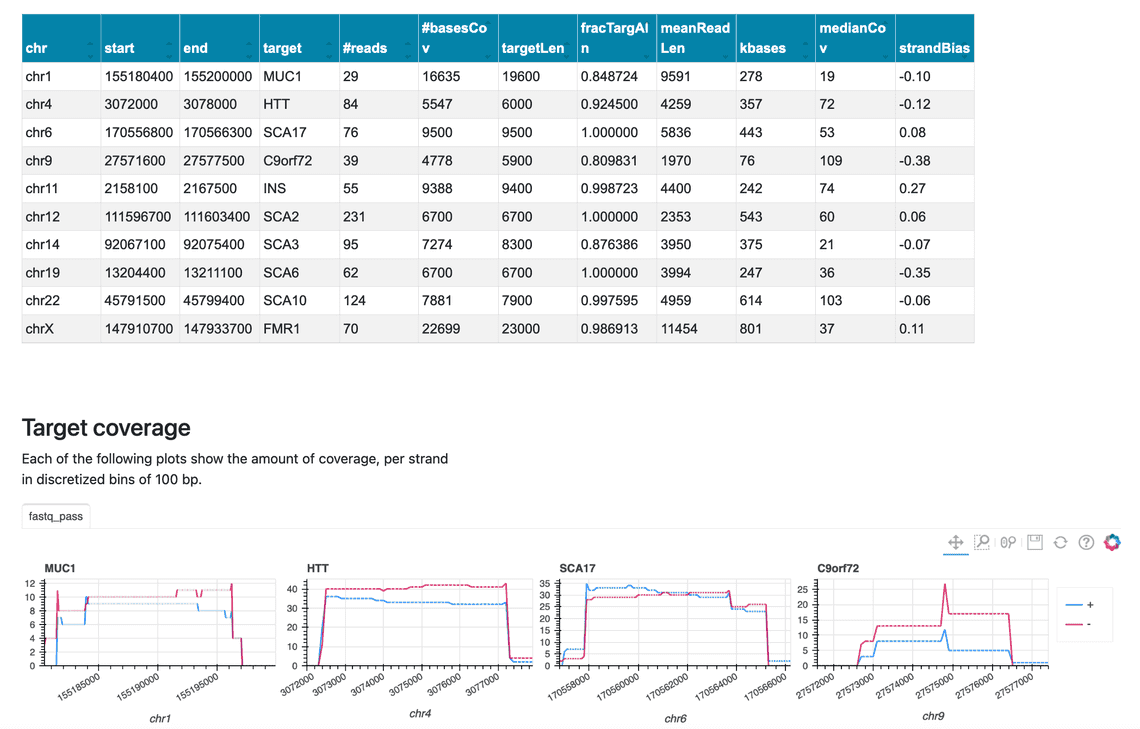 chr start end target #reads #basesCov targetLen fracTargAln meanReadLen kbases medianCov strandBias
chr1 155180400 155200000 MUC1 29 16635 19600 0.848724 9591 278 19 -0.10
chr4 3072000 3078000 HTT 84 5547 6000 0.924500 4259 357 72 -0.12
chr6 170556800 170566300 SCA17 76 9500 9500 1.000000 5836 443 53 0.08
chr9 27571600 27577500 C9orf72 39 4778 5900 0.809831 1970 76 109 -0.38
chr11 2158100 2167500 INS 55 9388 9400 0.998723 4400 242 74 0.27
chr12 111596700 111603400 SCA2 231 6700 6700 1.000000 2353 543 60 0.06
chr14 92067100 92075400 SCA3 95 7274 8300 0.876386 3950 375 21 -0.07
chr19 13204400 13211100 SCA6 62 6700 6700 1.000000 3994 247 36 -0.35
chr22 45791500 45799400 SCA10 124 7881 7900 0.997595 4959 614 103 -0.06
chrX 147910700 147933700 FMR1 70 22699 23000 0.986913 11454 801 37 0.11
Target coverage
Each of the following plots show the amount of coverage, per strand
in discretized bins of 100 bp.
fastq_pass
MUC1
12
10
8
6
4
2
0
155185000 155190000 155195000
chr1
HTT
40
30
20
10
0
3072000 3073000 3074000 3075000 3076000 3077000
chr4
SCA17
35
30
25
20
15
10
5
0
170558000 170560000 170562000 170564000 170566000
chr6
C9orf72
25
20
15
10
5
0
27572000 27573000 27574000 27575000 27576000 27577000
chr9
+
-